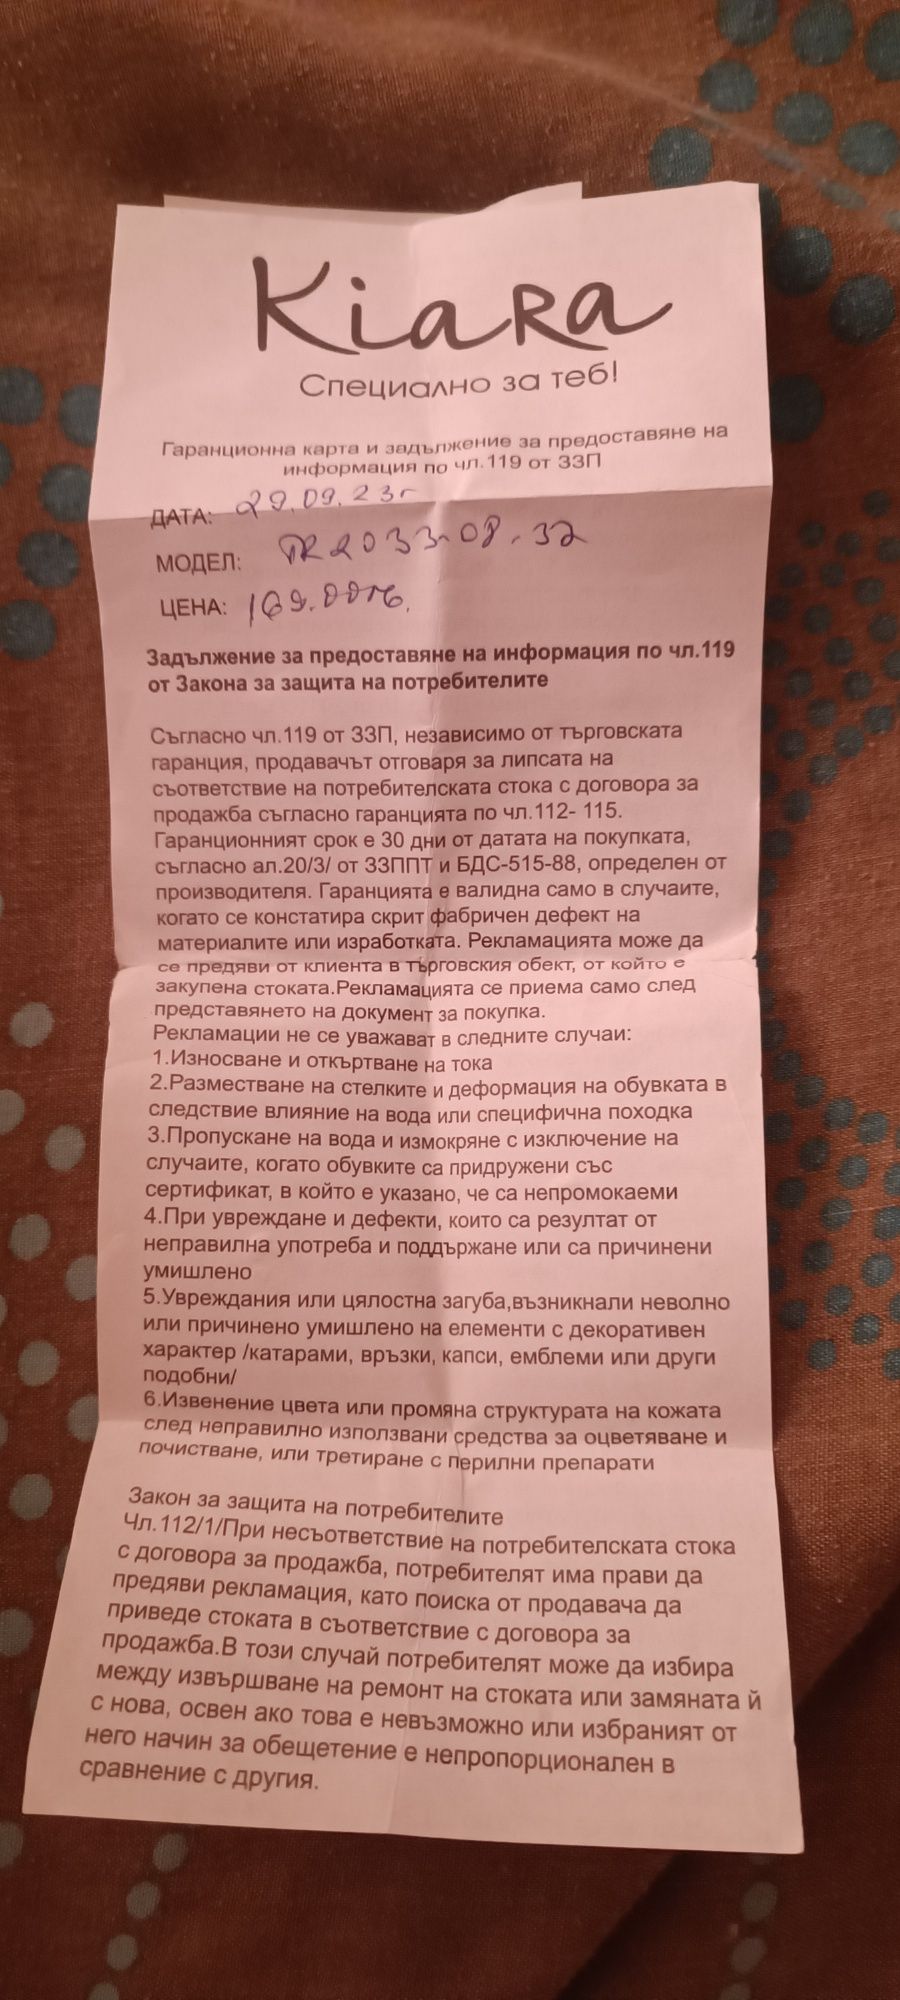 Kiara
Специално за теб!
Гаранционна карта и задължение за предоставяне на
информация по чл.119 от ЗЗП
ДАТА: 29.09.23г
МОДЕЛ: TR2033-08.37
ЦЕНА: 169.00лв.
Задължение за предоставяне на информация по чл.119
от Закона за защита на потребителите
Съгласно чл.119 от ЗЗП, независимо от търговската
гаранция, продавачът отговаря за липсата на
съответствие на потребителската стока с договора за
продажба съгласно гаранцията по чл.112- 115.
Гаранционният срок е 30 дни от датата на покупката,
съгласно ал.20/3/ от ЗЗППТ и БДС-515-88, определен от
производителя. Гаранцията е валидна само в случаите,
когато се констатира скрит фабричен дефект на
материалите или изработката. Рекламацията може да
се предяви от клиента в търговския обект, от който е
закупена стоката.Рекламацията се приема само след
представянето на документ за покупка.
Рекламации не се уважават в следните случаи:
1.Износване и откъртване на тока
2.Разместване на стелките и деформация на обувката в
следствие влияние на вода или специфична походка
3.Пропускане на вода и измокряне с изключение на
случаите, когато обувките са придружени със
сертификат, в който е указано, че са непромокаеми
4.При увреждане и дефекти, които са резултат от
неправилна употреба и поддържане или са причинени
умишлено
5.Увреждания или цялостна загуба,възникнали неволно
или причинено умишлено на елементи с декоративен
характер /катарами, връзки, капси, емблеми или други
подобни/
6.Извенение цвета или промяна структурата на кожата
след неправилно използвани средства за оцветяване и
почистване, или третиране с перилни препарати
Закон за защита на потребителите
Чл.112/1/При несъответствие на потребителската стока
с договора за продажба, потребителят има прави да
предяви рекламация, като поиска от продавача да
приведе стоката в съответствие с договора за
продажба.В този случай потребителят може да избира
между извършване на ремонт на стоката или замяната й
с нова, освен ако това е невъзможно или избраният от
него начин за обещетение е непропорционален в
сравнение с другия.